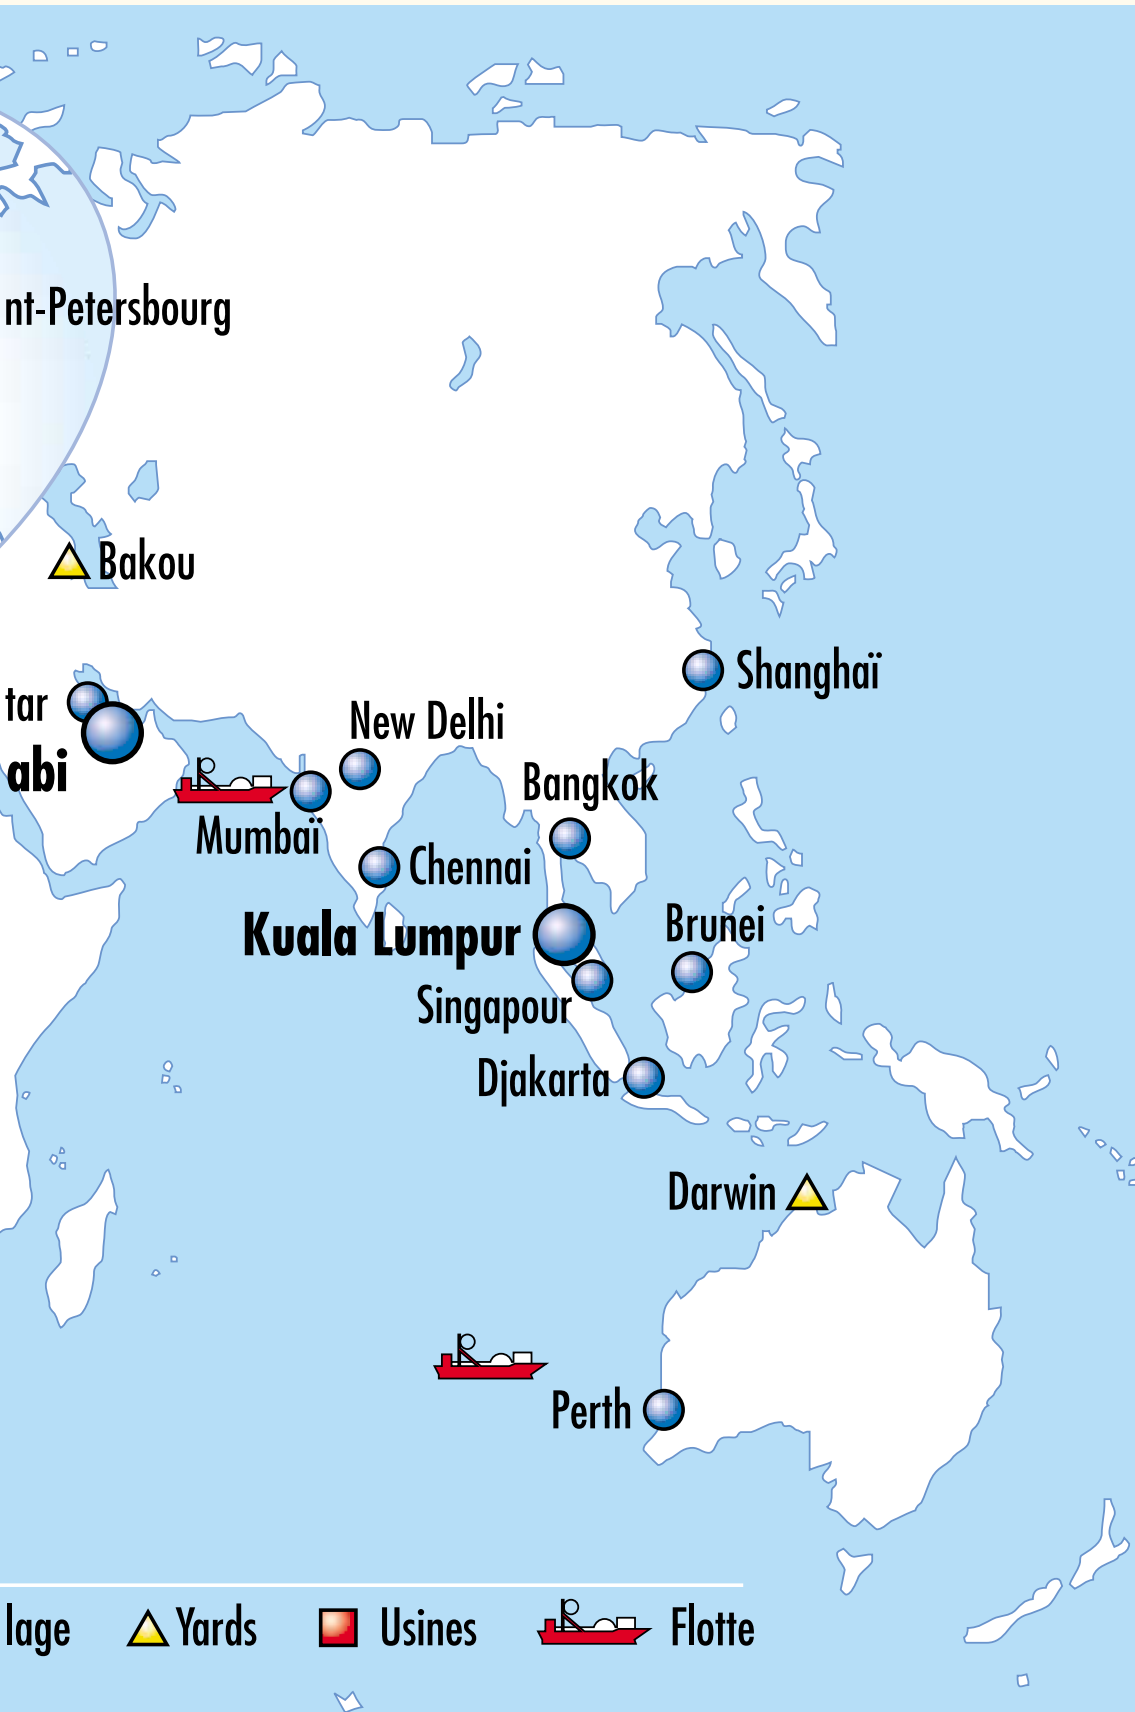 nt-Petersbourg
Bakou
Shanghaï
tar
New Delhi
abi
Bangkok
Mumbaï
Chennai
Kuala Lumpur
Brunei
Singapour
Djakarta
Darwin
Perth
lage
Yards
Usines
Flotte